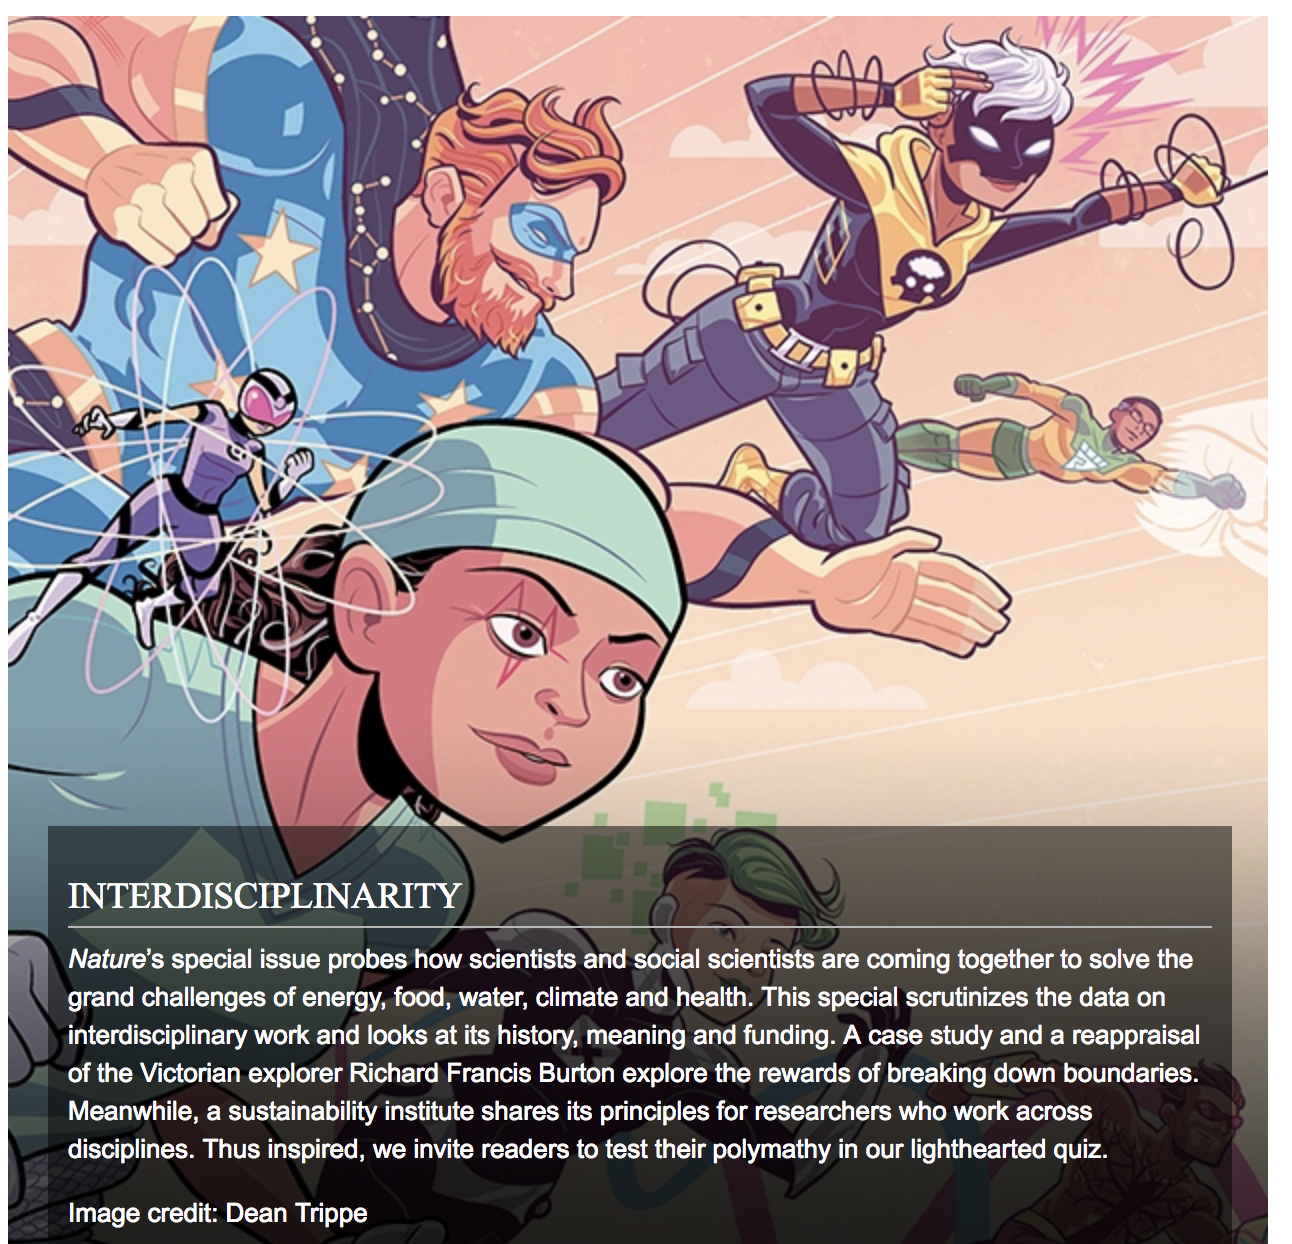 INTERDISCIPLINARITY
Nature’s special issue probes how scientists and social scientists are coming together to solve the
grand challenges of energy, food, water, climate and health. This special scrutinizes the data on
interdisciplinary work and looks at its history, meaning and funding. A case study and a reappraisal
of the Victorian explorer Richard Francis Burton explore the rewards of breaking down boundaries.
Meanwhile, a sustainability institute shares its principles for researchers who work across
disciplines. Thus inspired, we invite readers to test their polymathy in our lighthearted quiz.
Image credit: Dean Trippe